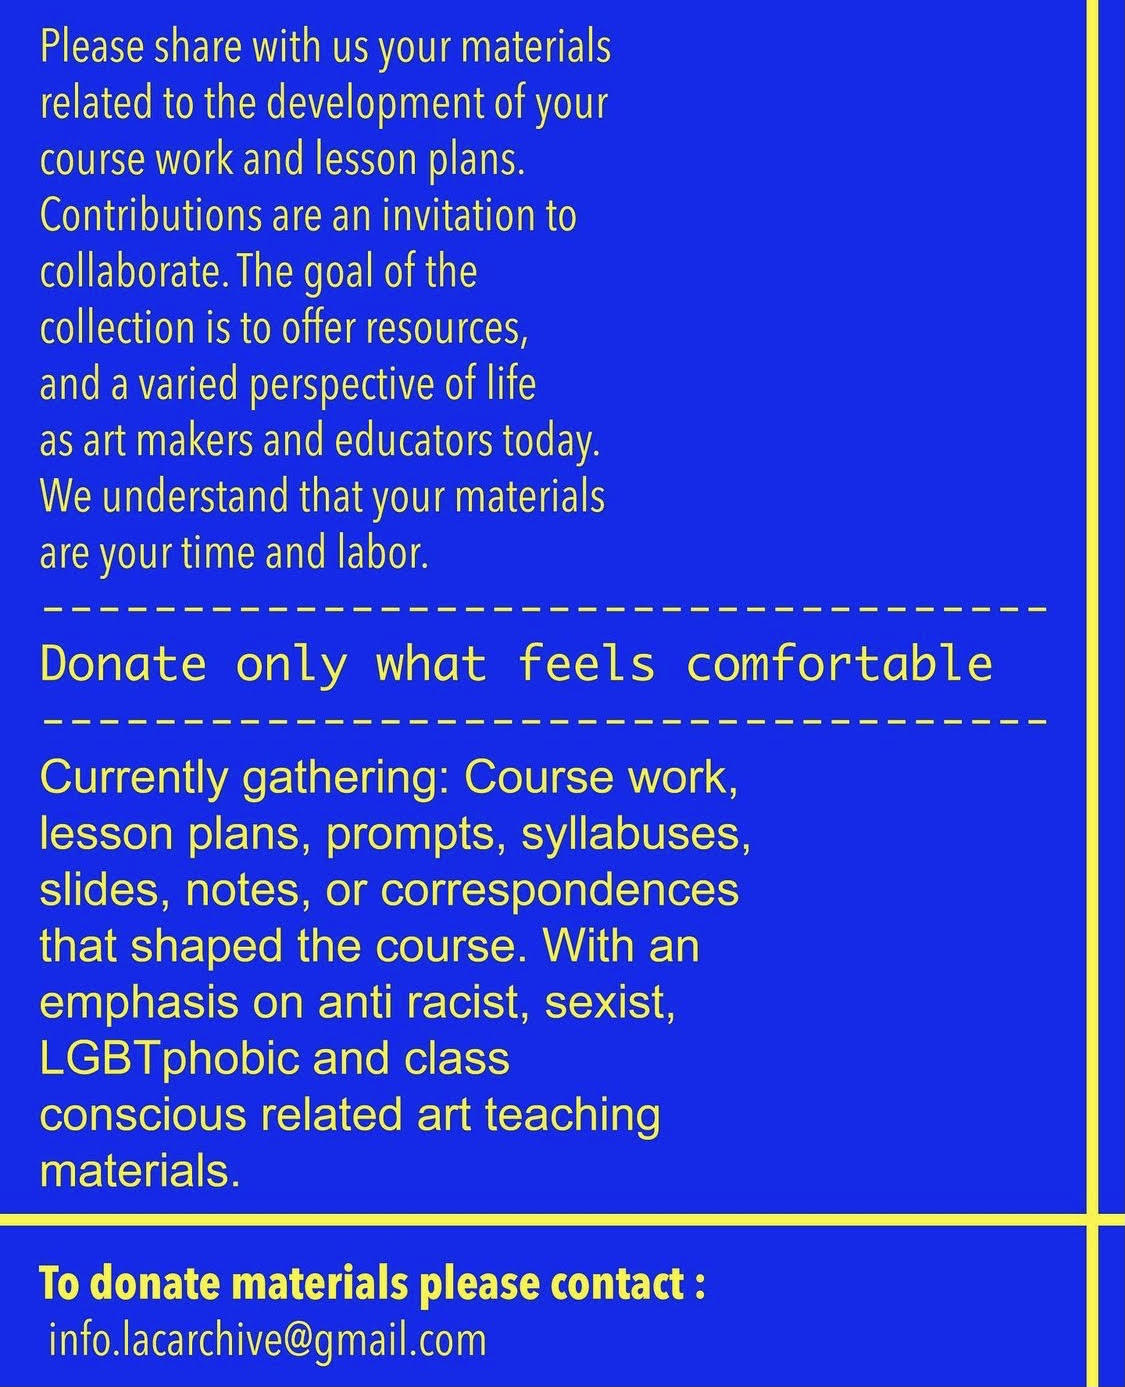 Please share with us your materials
related to the development of your
course work and lesson plans.
Contributions are an invitation to
collaborate. The goal of the
collection is to offer resources,
and a varied perspective of life
as art makers and educators today.
We understand that your materials
are your time and labor.
------------------------------------
Donate only what feels comfortable
------------------------------------
Currently gathering: Course work,
lesson plans, prompts, syllabuses,
slides, notes, or correspondences
that shaped the course. With an
emphasis on anti racist, sexist,
LGBTphobic and class
conscious related art teaching
materials.
To donate materials please contact :
info.lacarchive@gmail.com